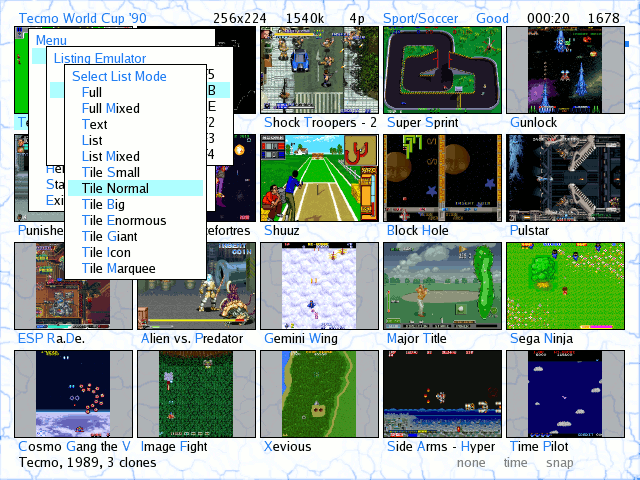 Tecmo World Cup '90 256x224 1540k 4p Sport/Soccer Good 000:20 1678
Menu
Listing Emulator
Select List Mode
Full
Full Mixed
Text
List
List Mixed
Tile Small
Tile Normal
Tile Big
Tile Enormous
Tile Giant
Tile Icon
Tile Marquee
5
B
E
2
4
He
Sta
Exi
Te
Shock Troopers - 2
Super Sprint
Gunlock
Punishe
efortres
Shuuz
Block Hole
Pulstar
ESP Ra.De.
Alien vs. Predator
Gemini Wing
Major Title
Sega Ninja
Cosmo Gang the V
Image Fight
Xevious
Side Arms - Hyper
Time Pilot
Tecmo, 1989, 3 clones
none time snap